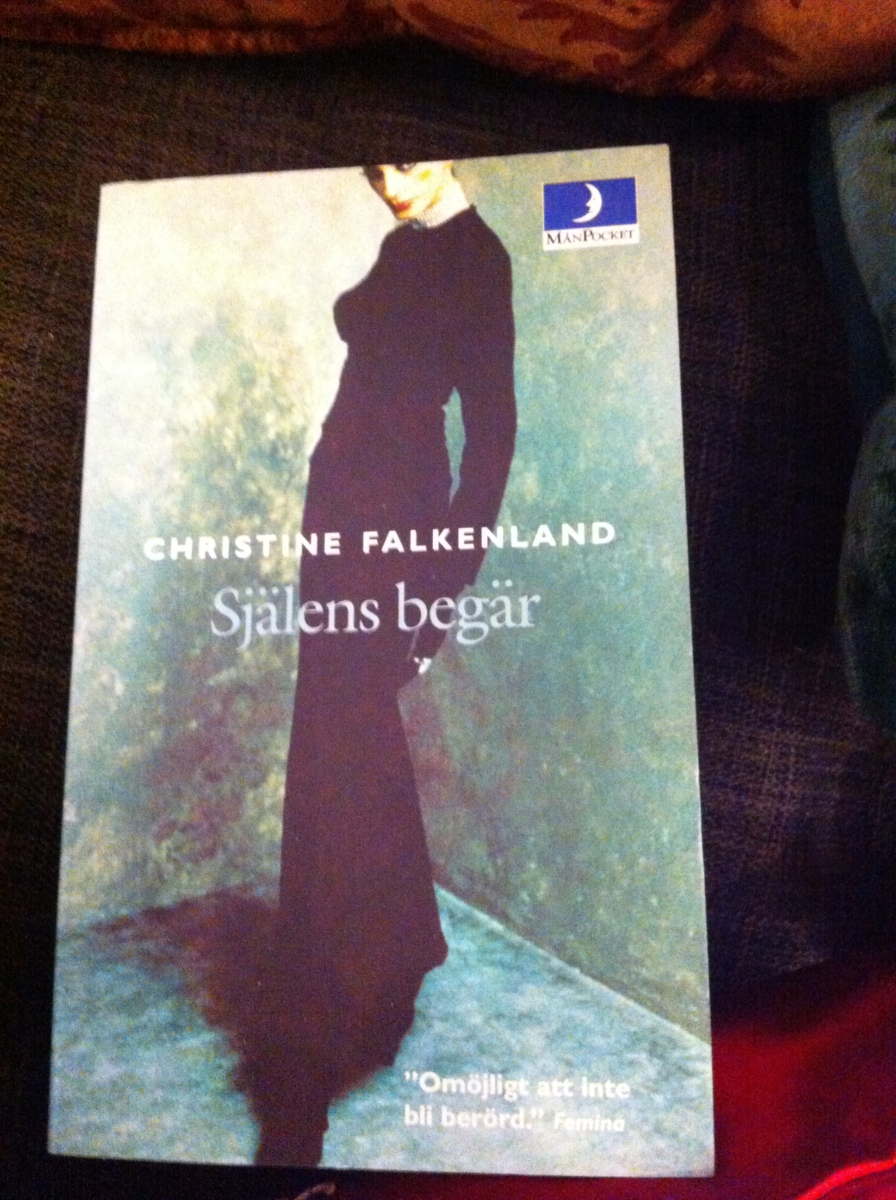 MÅNPOCKET
CHRISTINE FALKENLAND
Själens begär
”Omöjligt att inte
bli berörd.” Femina